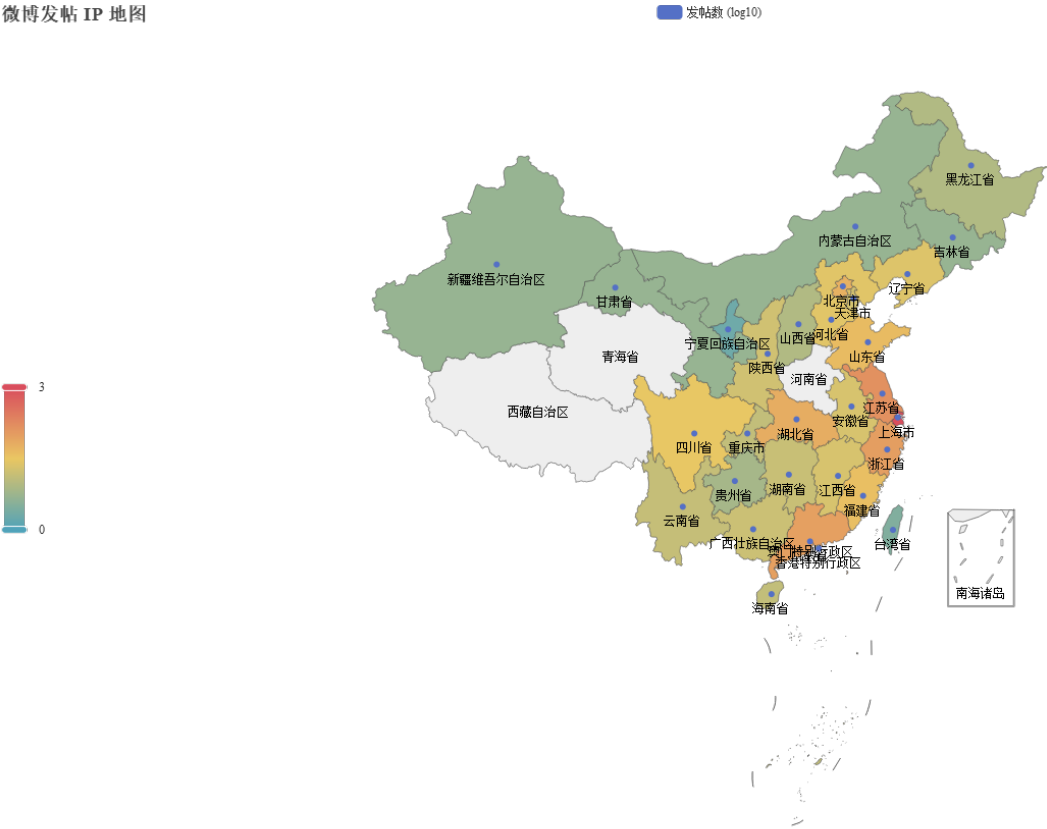 微博发帖 IP 地图
发帖数 (log10)
黑龙江省
内蒙古自治区
吉林省
新疆维吾尔自治区
辽宁省
甘肃省
北京市
天津市
山西省
河北省
宁夏回族自治区
山东省
青海省
陕西省
河南省
3
江苏省
西藏自治区
安徽省
上海市
湖北省
四川省
重庆市
浙江省
湖南省
江西省
贵州省
福建省
云南省
0
广西壮族自治区
台湾省
特别行政区
香港特别行政区
南海诸岛
海南省